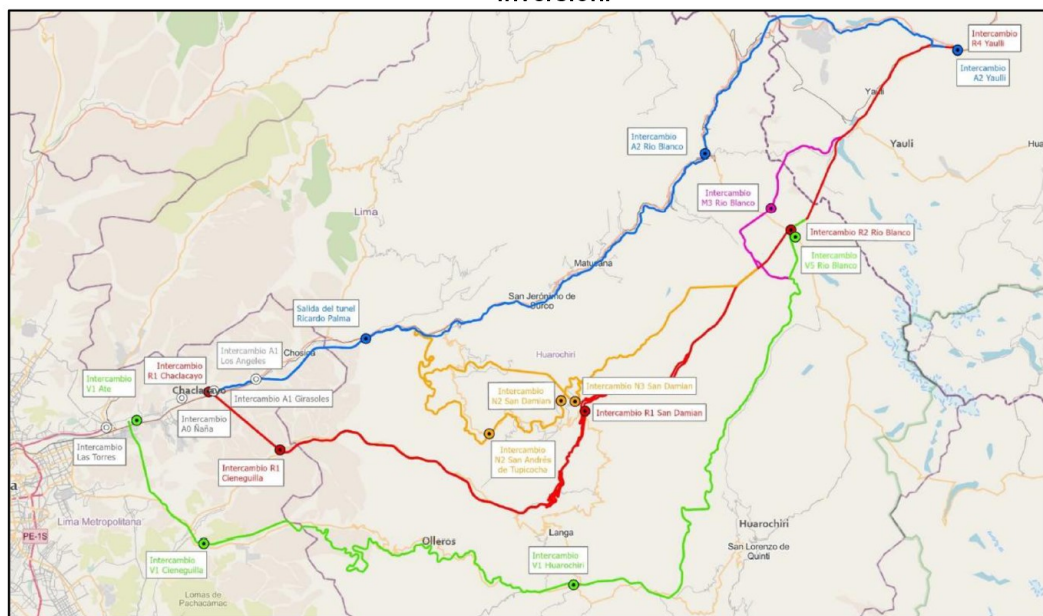 Intercambio
R4 Yaulli
Intercambio
A2 Yaulli
Yauli
Yauli
Intercambio
A2 Rio Blanco
Lima
Intercambio
M3 Rio Blanco
Intercambio R2 Rio Blanco
Intercambio
V5 Rio Blanco
Matucana
San Jerónimo de
Surco
Salida del tunel
Ricardo Palma
Intercambio A1
Los Angeles
Chosica
Huarochirí
Intercambio
R1 Chaclacayo
Intercambio
V1 Ate
Chaclacayo
Intercambio A1 Girasoles
Intercambio
A0 Ñaña
Intercambio
Las Torres
Intercambio
N2 San Damian
Intercambio N3 San Damian
Intercambio R1 San Damian
Intercambio
N2 San Andrés
de Tupicocha
Intercambio R1
Cieneguilla
Lima Metropolitana
PE-1S
Olleros
Langa
Huarochiri
San Lorenzo de
Quinti
Intercambio
V1 Cieneguilla
Intercambio
V1 Huarochiri
Lomas de
Pachacamac